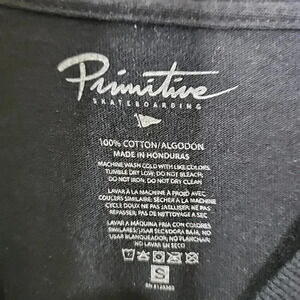 Primitive
SKATEBOARDING
100% COTTON/ALGODON
MADE IN HONDURAS
MACHINE WASH COLD WITH LIKE COLORS.
TUMBLE DRY LOW; DO NOT BLEACH;
DO NOT IRON; DO NOT DRY CLEAN
LAVAR À LA MACHINE À FROID AVEC
COULEURS SIMILAIRE; SÉCHER À LA MACHINE
CYCLE DOUX NE PAS JASLLISER; NE PAS
REPASSER; PAS DE NETTOYAGE A SEC
LAVAR A MÁQUINA FRIO CON COLORES
SIMILARES; USAR SECADORA BAJA, NO
USAR BLANQUEADOR; NO PLANCHAR
NO LAVAR EN SECO
S